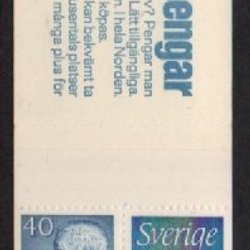 engar
v? Pengar man
Lätt tillgängliga.
n. I hela Norden.
köpas.
kan bekvämt ta
usentals platser
många plus för
40
Sverige